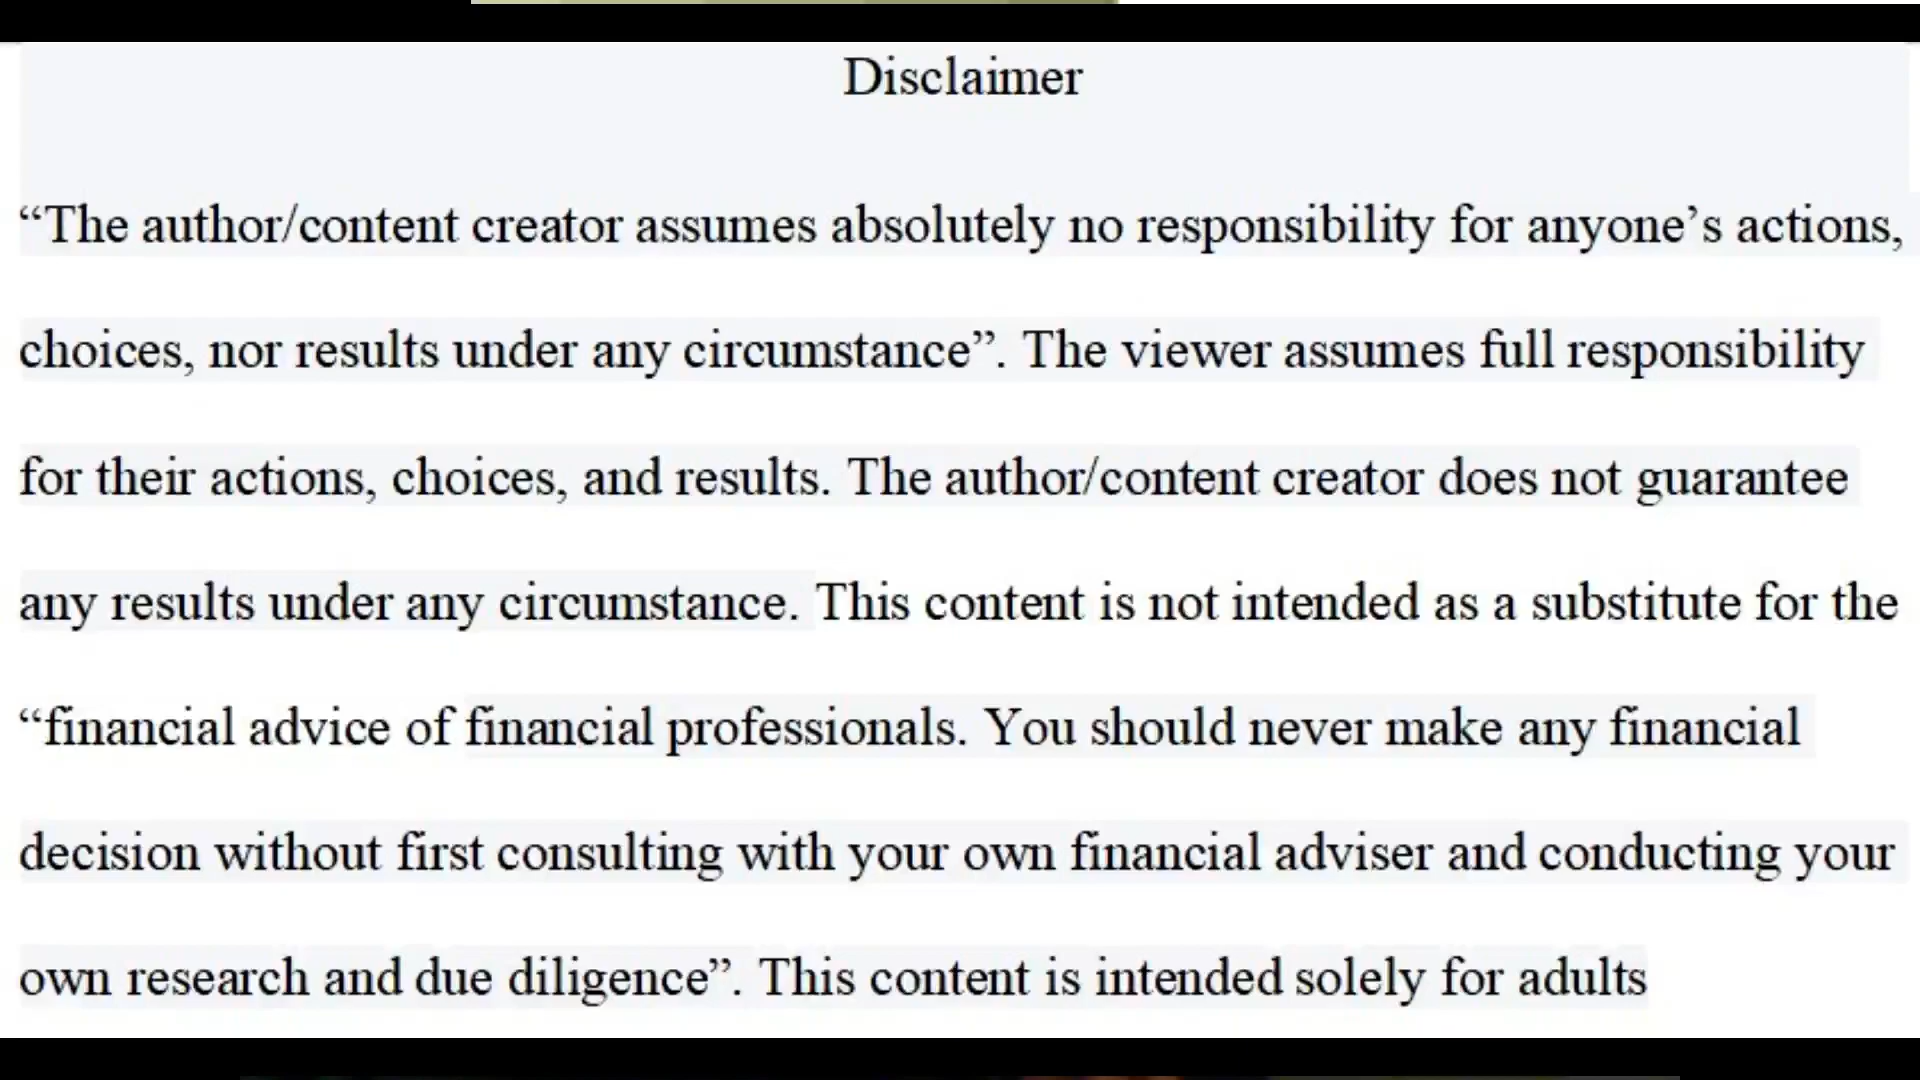 Disclaimer
“The author/content creator assumes absolutely no responsibility for anyone’s actions,
choices, nor results under any circumstance”. The viewer assumes full responsibility
for their actions, choices, and results. The author/content creator does not guarantee
any results under any circumstance. This content is not intended as a substitute for the
“financial advice of financial professionals. You should never make any financial
decision without first consulting with your own financial adviser and conducting your
own research and due diligence”. This content is intended solely for adults